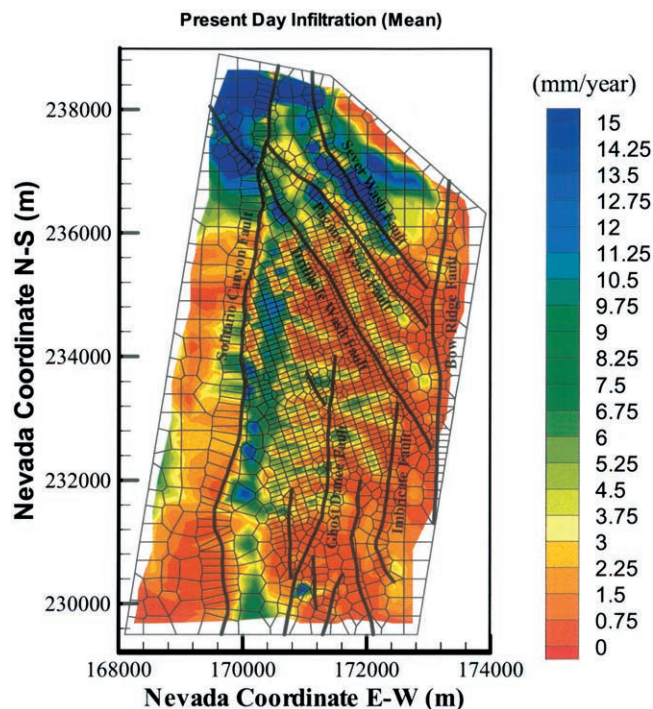 Present Day Infiltration (Mean)
(mm/year)
15
14.25
13.5
12.75
12
11.25
10.5
9.75
9
8.25
7.5
6.75
6
5.25
4.5
3.75
3
2.25
1.5
0.75
0
Nevada Coordinate N-S (m)
238000
236000
234000
232000
230000
Solitario Canyon Fault
Sever Wash Fault
Pagany Wash Fault
Drillhole Wash Fault
Bow Ridge Fault
Ghost Dance Fault
Imbricate Fault
168000
170000
172000
174000
Nevada Coordinate E-W (m)